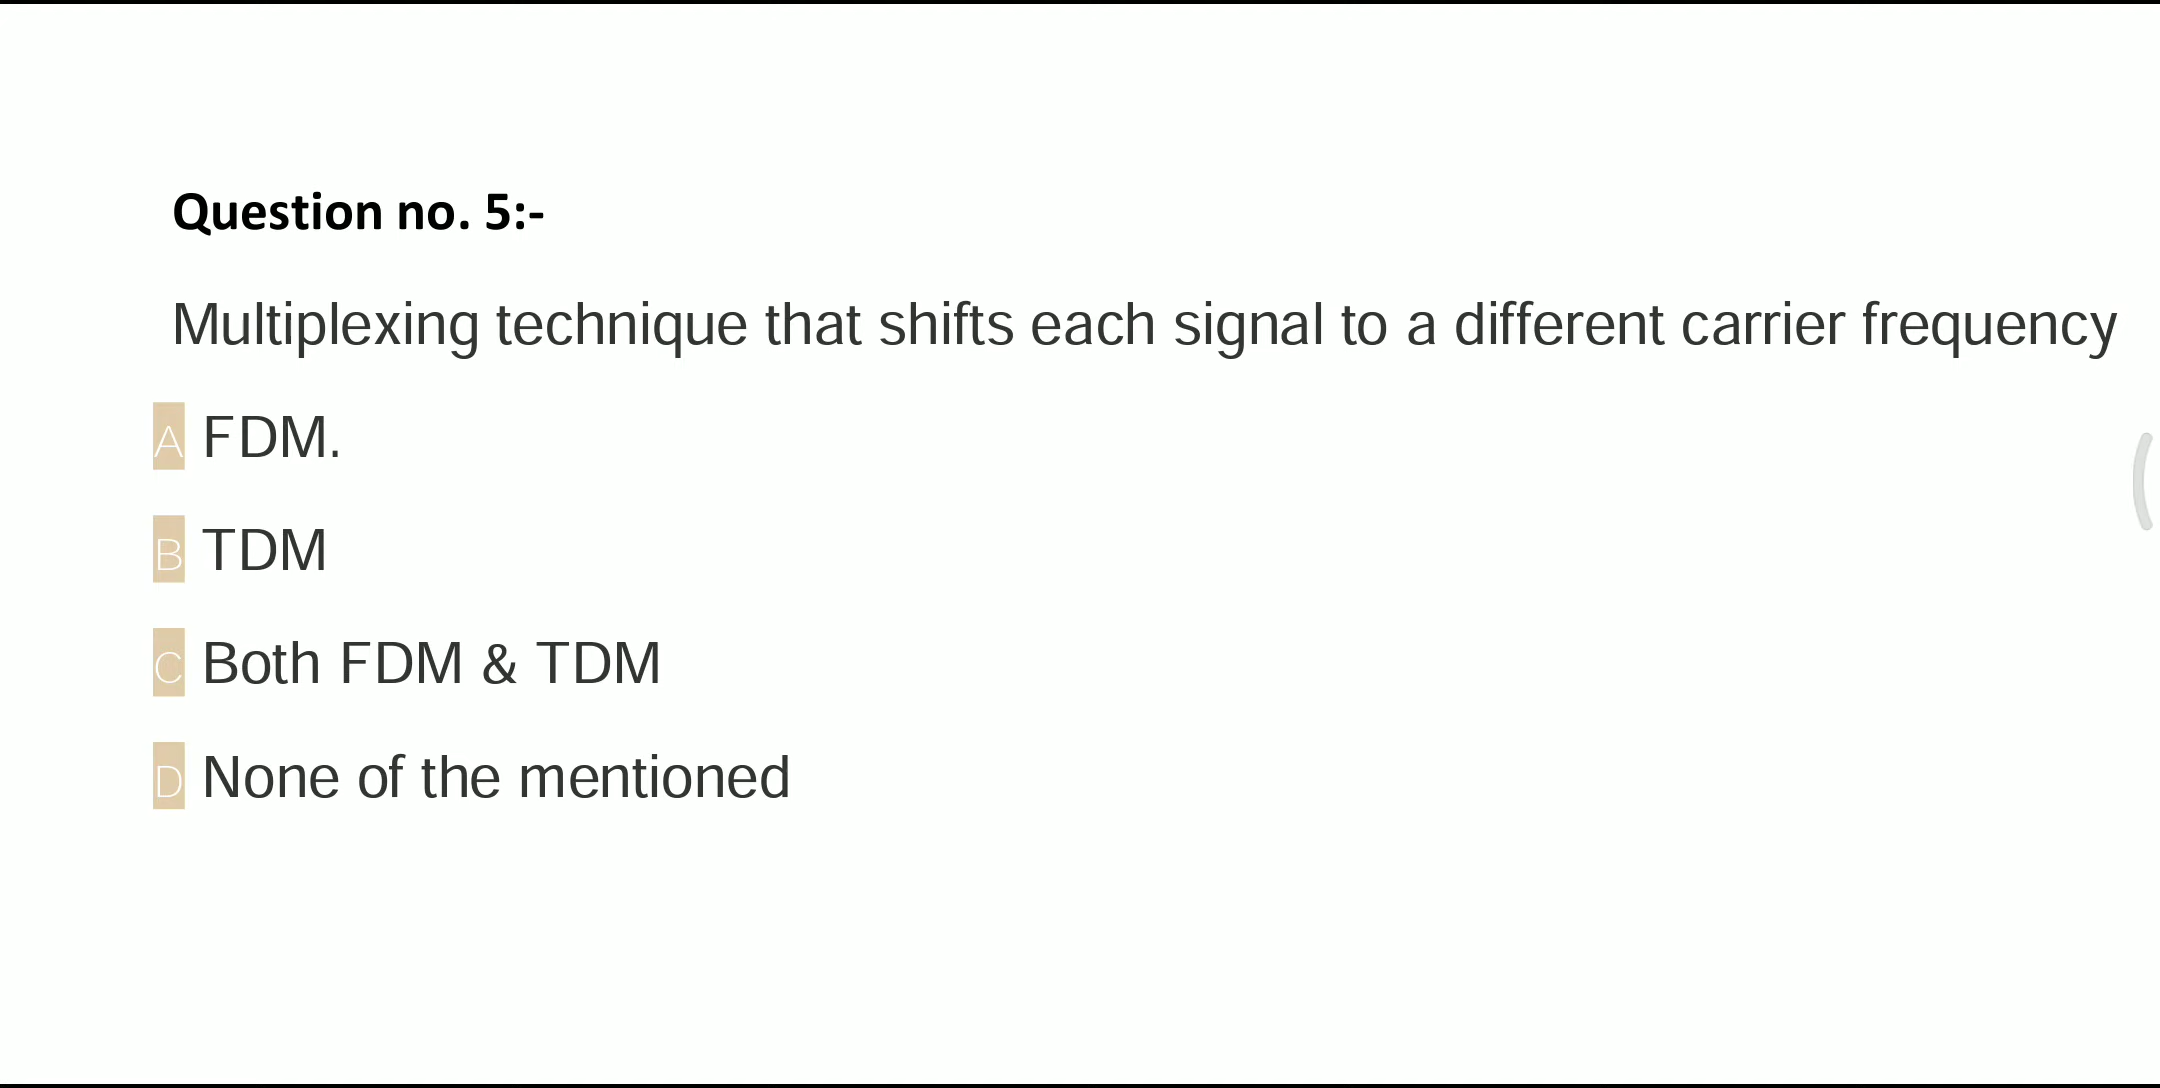 Question no. 5:-
Multiplexing technique that shifts each signal to a different carrier frequency
A FDM.
B TDM
C Both FDM & TDM
D None of the mentioned